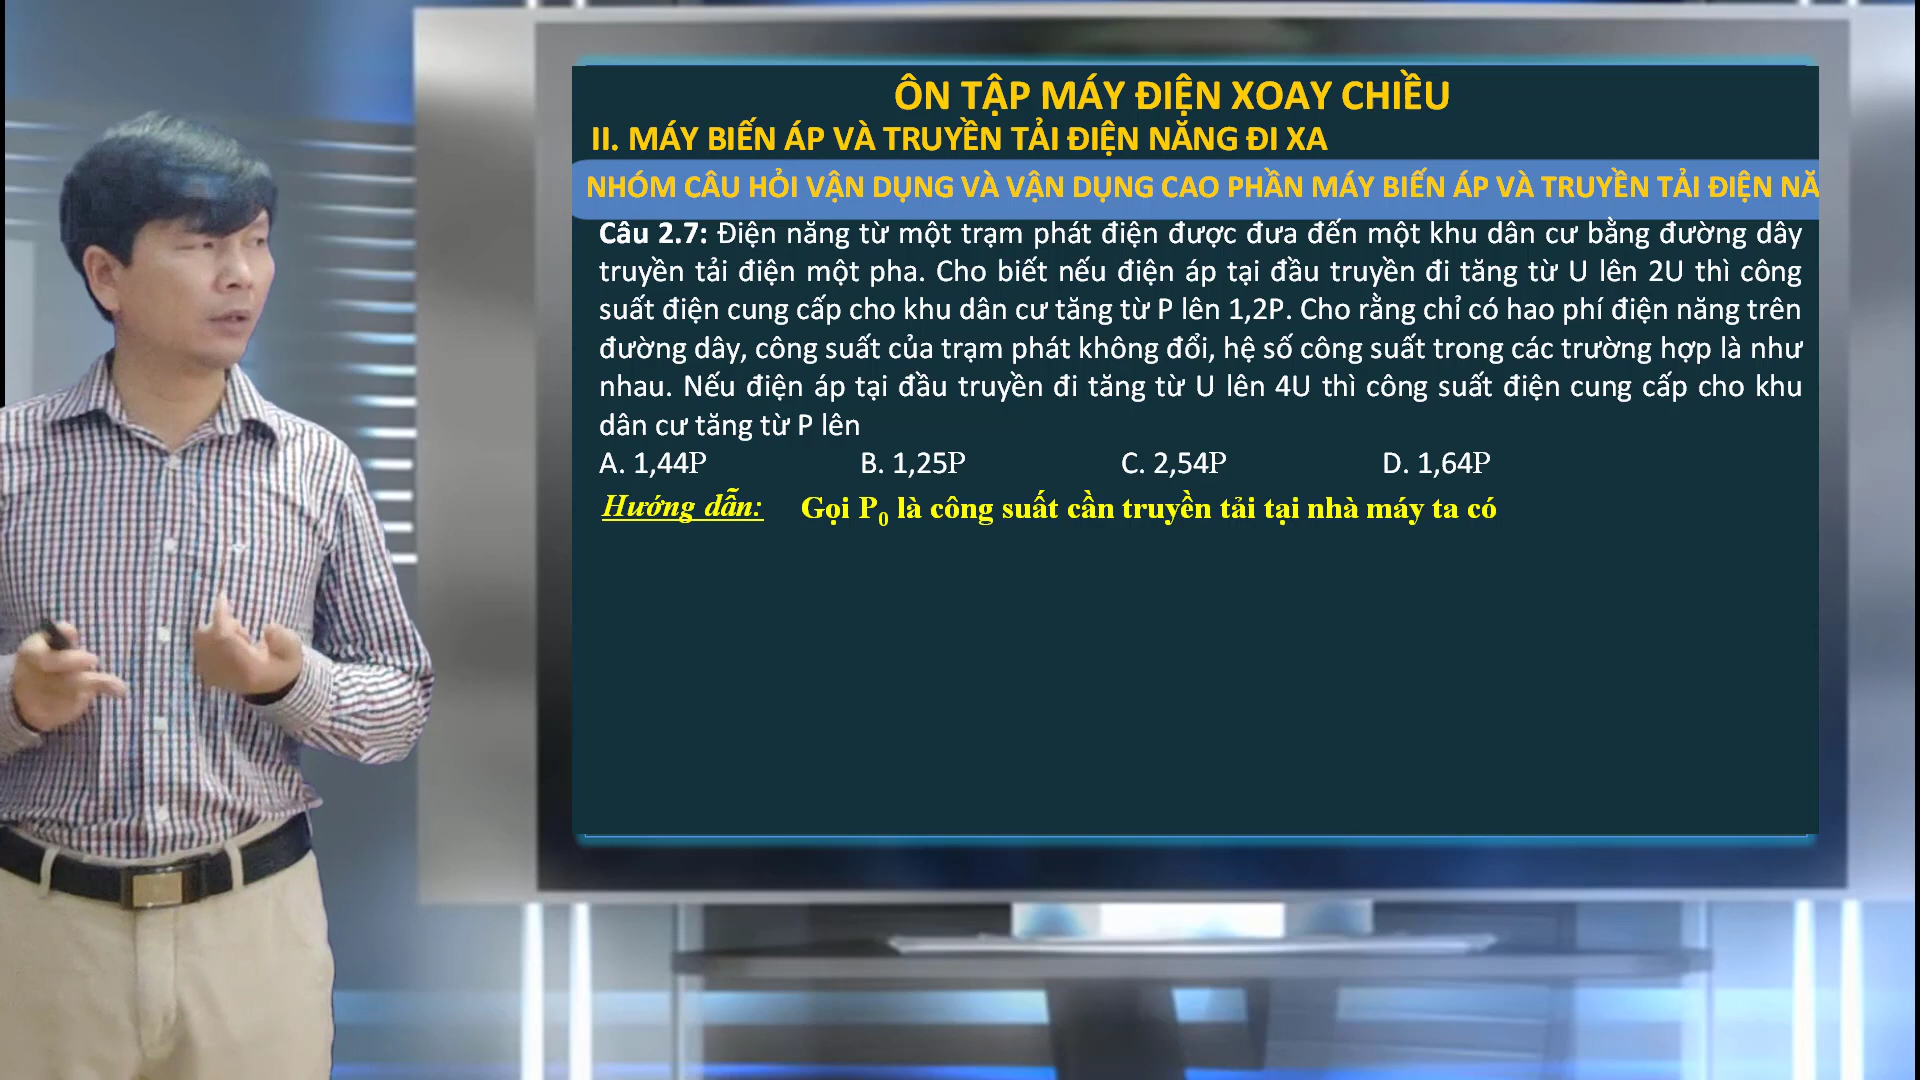 ÔN TẬP MÁY ĐIỆN XOAY CHIỀU
II. MÁY BIẾN ÁP VÀ TRUYỀN TẢI ĐIỆN NĂNG ĐI XA
NHÓM CÂU HỎI VẬN DỤNG VÀ VẬN DỤNG CAO PHẦN MÁY BIẾN ÁP VÀ TRUYỀN TẢI ĐIỆN NĂ
Câu 2.7: Điện năng từ một trạm phát điện được đưa đến một khu dân cư bằng đường dây
truyền tải điện một pha. Cho biết nếu điện áp tại đầu truyền đi tăng từ U lên 2U thì công
suất điện cung cấp cho khu dân cư tăng từ P lên 1,2P. Cho rằng chỉ có hao phí điện năng trên
đường dây, công suất của trạm phát không đổi, hệ số công suất trong các trường hợp là như
nhau. Nếu điện áp tại đầu truyền đi tăng từ U lên 4U thì công suất điện cung cấp cho khu
dân cư tăng từ P lên
A. 1,44P B. 1,25P C. 2,54P D. 1,64P
Hướng dẫn: Gọi P₀ là công suất cần truyền tải tại nhà máy ta có